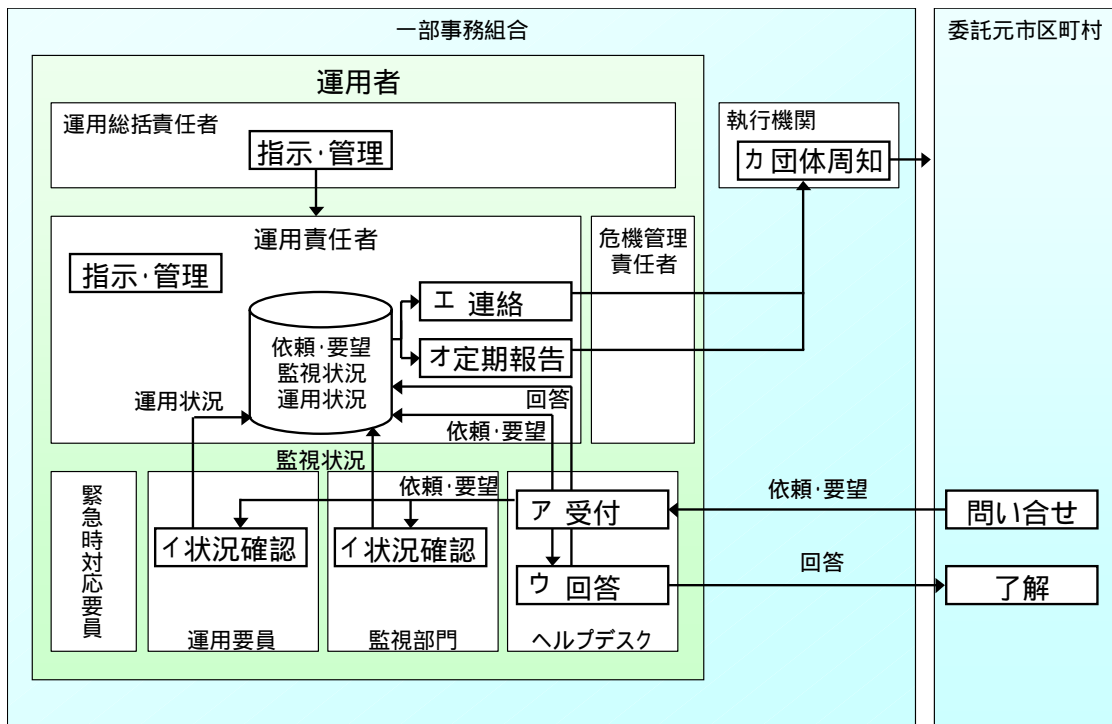 一部事務組合
委託元市区町村
運用者
運用総括責任者
指示・管理
執行機関
カ 団体周知
運用責任者
指示・管理
危機管理
責任者
エ 連絡
オ 定期報告
依頼・要望
監視状況
運用状況
運用状況
回答
依頼・要望
監視状況
緊急時対応要員
依頼・要望
ア 受付
依頼・要望
問い合せ
イ 状況確認
イ 状況確認
ウ 回答
回答
了解
運用要員
監視部門
ヘルプデスク